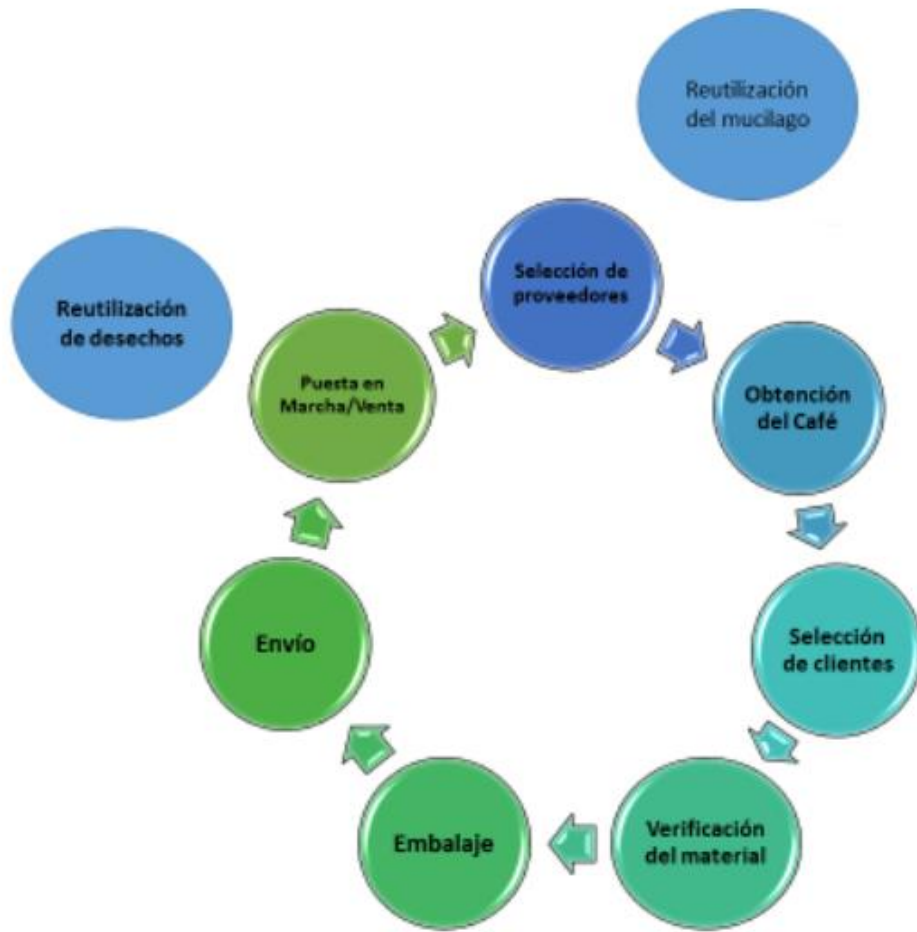 Reutilización
del mucilago
Selección de
proveedores
Reutilización
de desechos
Puesta en
Marcha/Venta
Obtención
del Café
Selección
de clientes
Envío
Verificación
del material
Embalaje